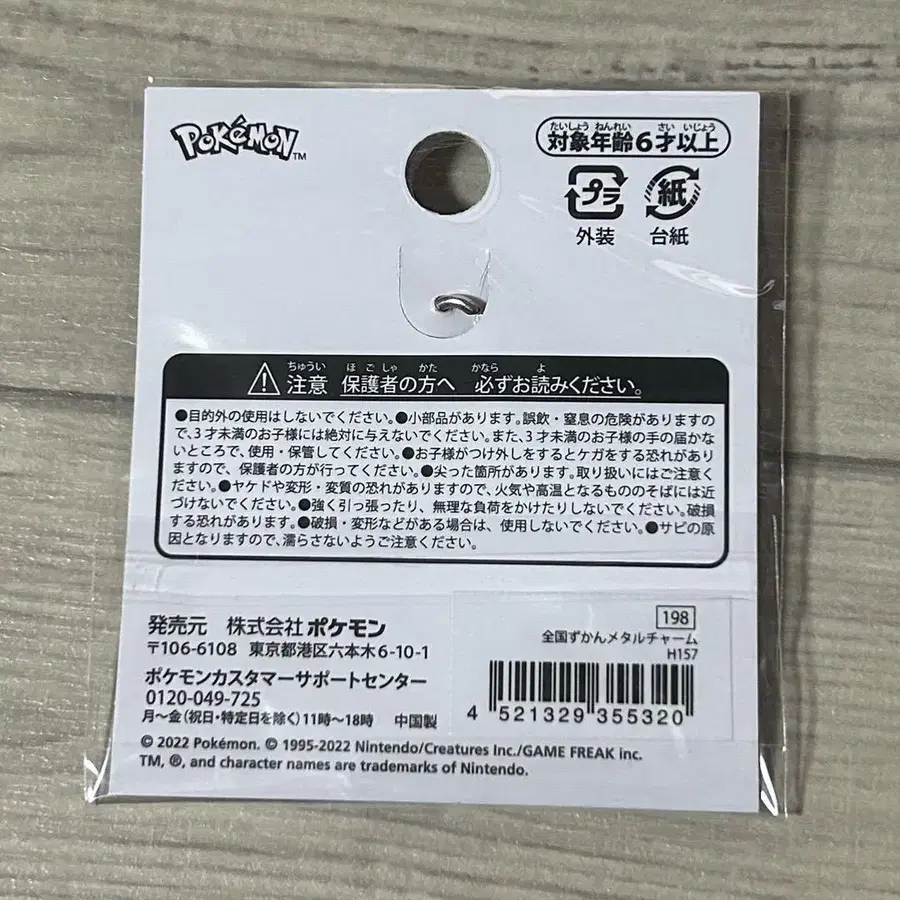 POKéMON™
たいしょう ねんれい さい いじょう
対象年齢6才以上
プラ
紙
外装
台紙
ちゅうい ほごしゃ かた かなら よ
注意 保護者の方へ 必ずお読みください。
●目的外の使用はしないでください。●小部品があります。誤飲・窒息の危険がありますの
で、3才未満のお子様には絶対に与えないでください。また、3才未満のお子様の手の届かな
いところで、使用・保管してください。●お子様がつけ外しをするとケガをする恐れがありま
すので、保護者の方が行ってください。●尖った箇所があります。取り扱いにはご注意くだ
さい。●ヤケドや変形・変質の恐れがありますので、火気や高温となるもののそばには近
づけないでください。●強く引っ張ったり、無理な負荷をかけたりしないでください。破損
する恐れがあります。●破損・変形などがある場合は、使用しないでください。●サビの原
因となりますので、濡らさないようご注意ください。
発売元 株式会社ポケモン
〒106-6108 東京都港区六本木6-10-1
ポケモンカスタマーサポートセンター
0120-049-725
月〜金(祝日・特定日を除く)11時〜18時 中国製
198
全国ずかんメタルチャーム
H157
4 521329 355320
© 2022 Pokémon. © 1995-2022 Nintendo/Creatures Inc./GAME FREAK inc.
TM, ®, and character names are trademarks of Nintendo.